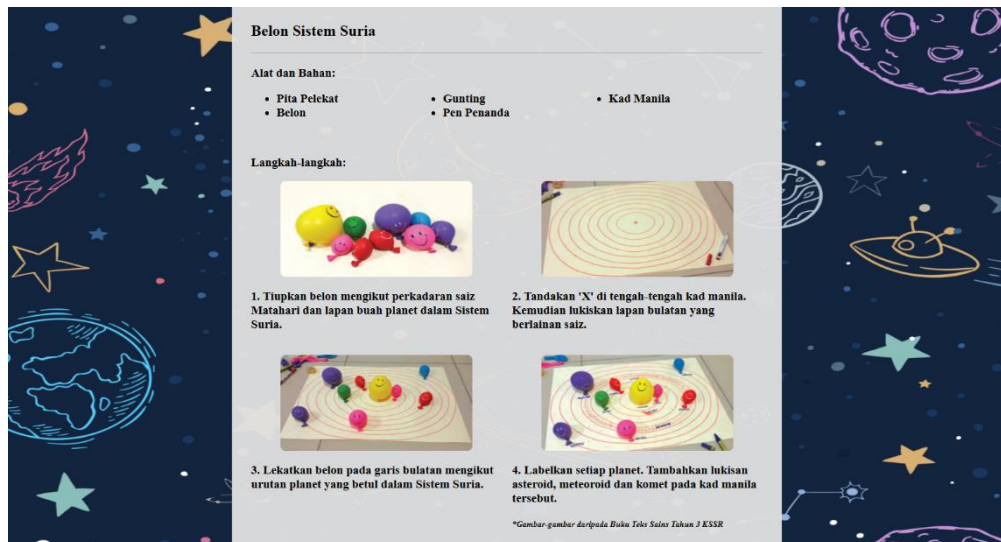 Belon Sistem Suria
Alat dan Bahan:
• Pita Pelekat
• Belon
• Gunting
• Pen Penanda
• Kad Manila
Langkah-langkah:
1. Tiupkan belon mengikut perkadaran saiz
Matahari dan lapan buah planet dalam Sistem
Suria.
2. Tandakan 'X' di tengah-tengah kad manila.
Kemudian lukiskan lapan bulatan yang
berlainan saiz.
3. Lekatkan belon pada garis bulatan mengikut
urutan planet yang betul dalam Sistem Suria.
4. Labelkan setiap planet. Tambahkan lukisan
asteroid, meteoroid dan komet pada kad manila
tersebut.
*Gambar-gambar daripada Buku Teks Sains Tahun 3 KSSR